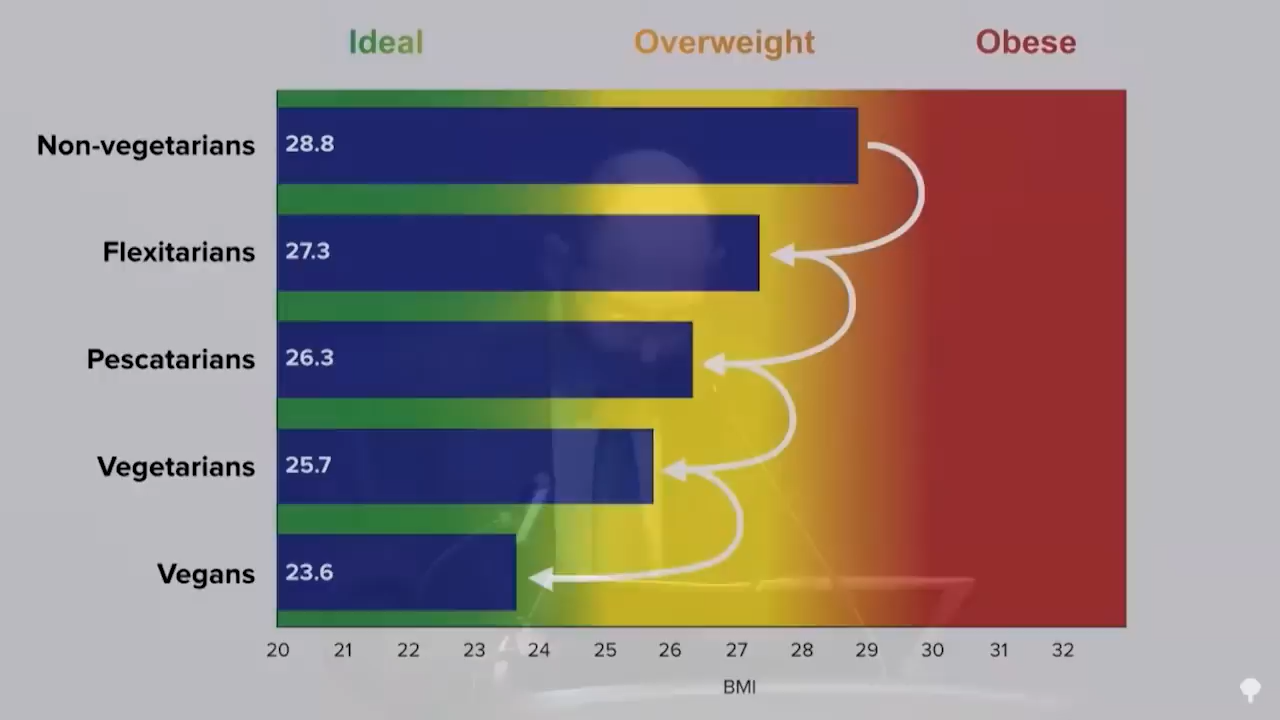 Ideal Overweight Obese
Non-vegetarians 28.8
Flexitarians 27.3
Pescatarians 26.3
Vegetarians 25.7
Vegans 23.6
20 21 22 23 24 25 26 27 28 29 30 31 32
BMI